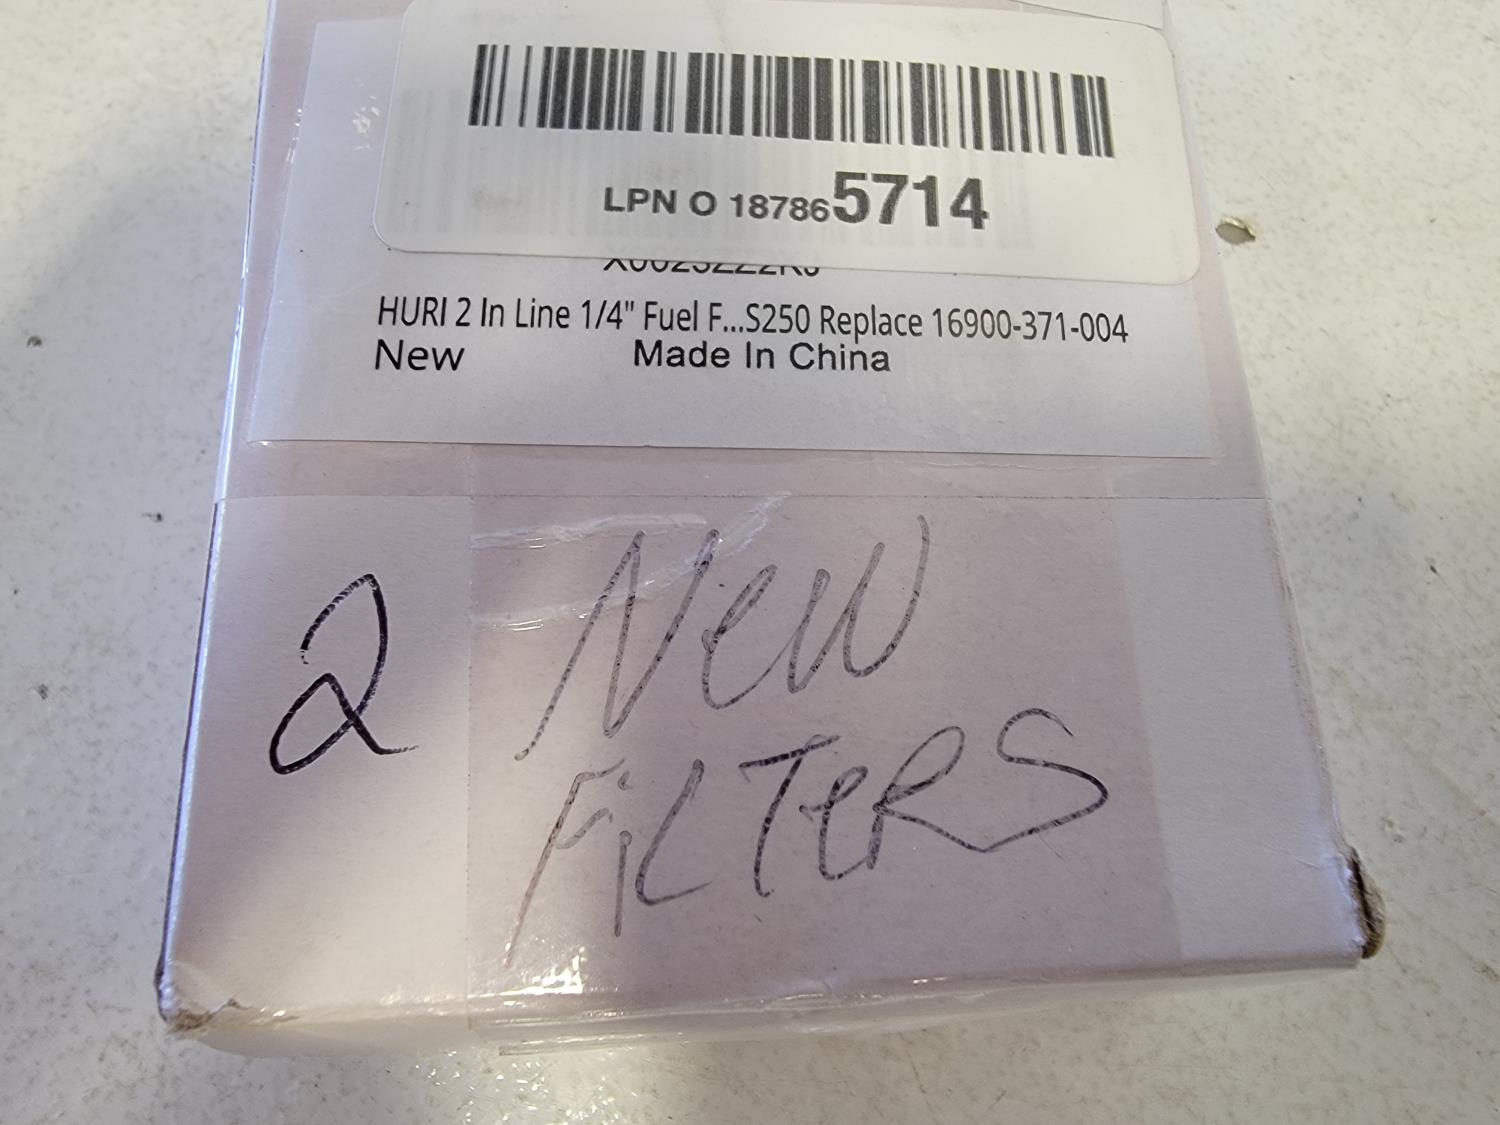 LPN O 187865714
HURI 2 In Line 1/4" Fuel F...S250 Replace 16900-371-004
New Made In China
2 New
FiLTeRS